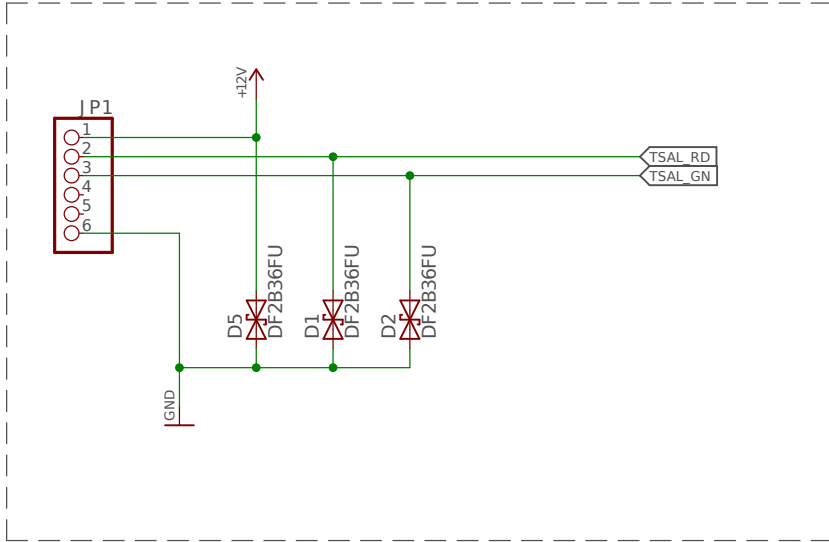 +12V
JP1
1
2
3
4
5
6
TSAL_RD
TSAL_GN
D5
DF2B36FU
D1
DF2B36FU
D2
DF2B36FU
GND